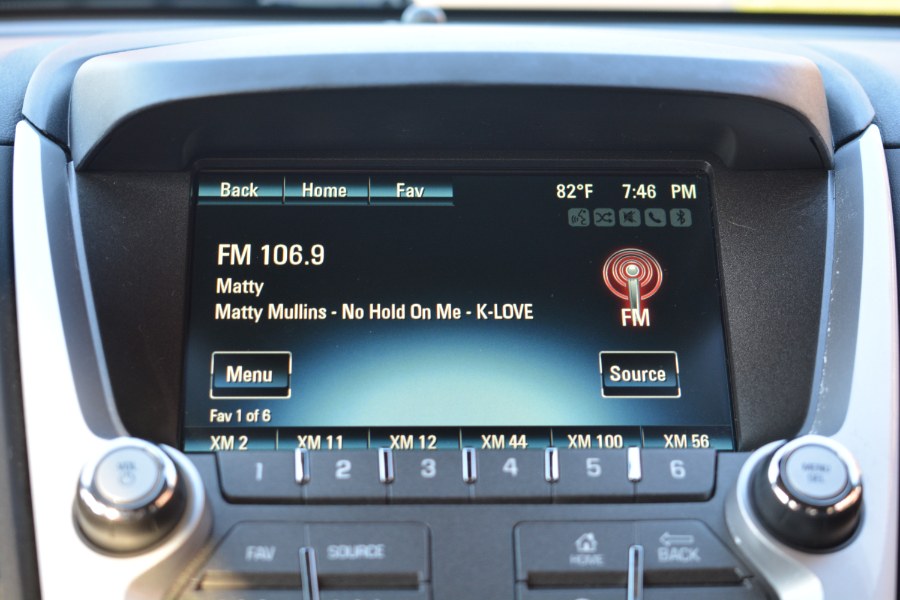 Back Home Fav 82°F 7:46 PM
FM 106.9
Matty
Matty Mullins - No Hold On Me - K-LOVE
FM
Menu Source
Fav 1 of 6
XM 2 XM 11 XM 12 XM 44 XM 100 XM 56
1 2 3 4 5 6
VOL MENU
SEL
FAV SOURCE HOME BACK